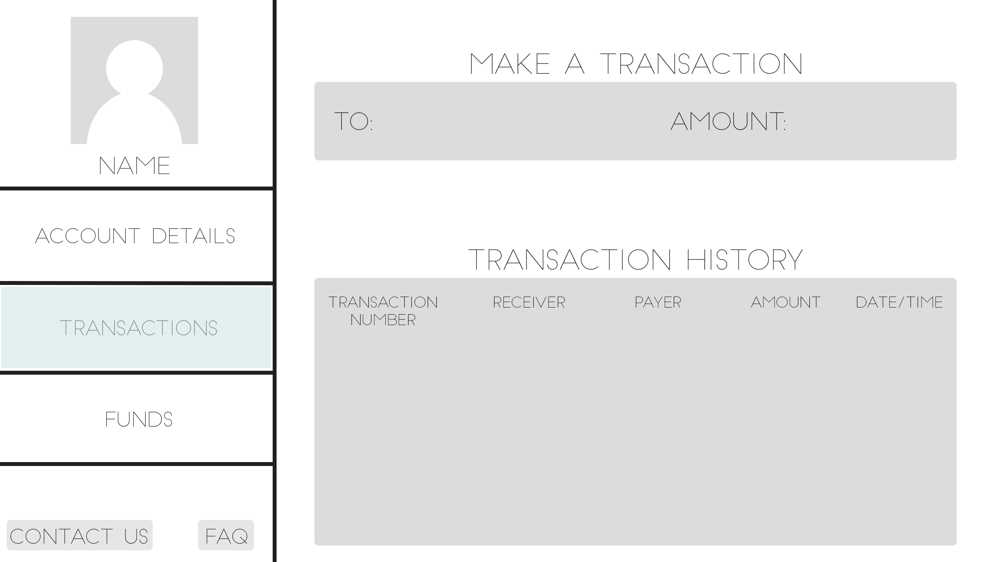 NAME
ACCOUNT DETAILS
TRANSACTIONS
FUNDS
CONTACT US
FAQ
MAKE A TRANSACTION
TO:
AMOUNT:
TRANSACTION HISTORY
TRANSACTION
NUMBER
RECEIVER
PAYER
AMOUNT
DATE/TIME